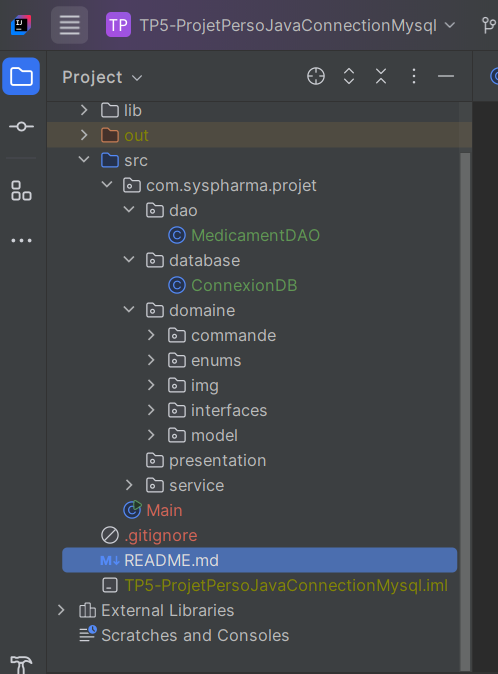 TP TP5-ProjetPersoJavaConnectionMysql
Project
lib
out
src
com.syspharma.projet
dao
MedicamentDAO
database
ConnexionDB
domaine
commande
enums
img
interfaces
model
presentation
service
Main
.gitignore
M↓ README.md
TP5-ProjetPersoJavaConnectionMysql.iml
External Libraries
Scratches and Consoles